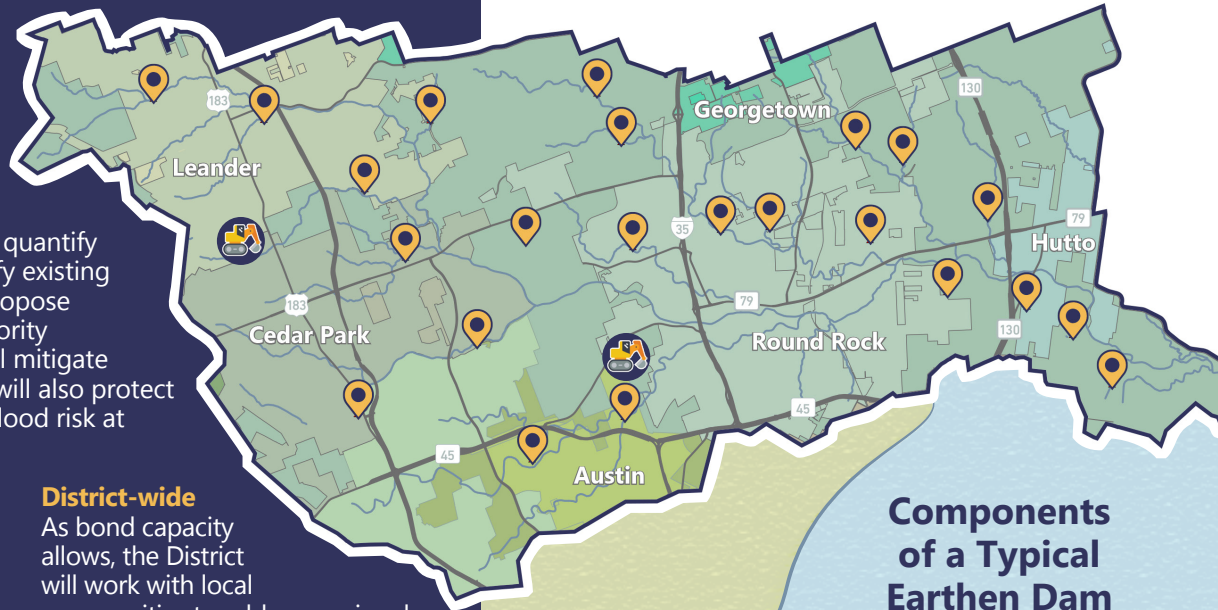 183
Georgetown
130
Leander
35
79
Hutto
183
79
Cedar Park
Round Rock
130
45
45
Austin
quantify
fy existing
opose
ority
l mitigate
will also protect
lood risk at
District-wide
As bond capacity
allows, the District
will work with local
Components
of a Typical
Earthen Dam